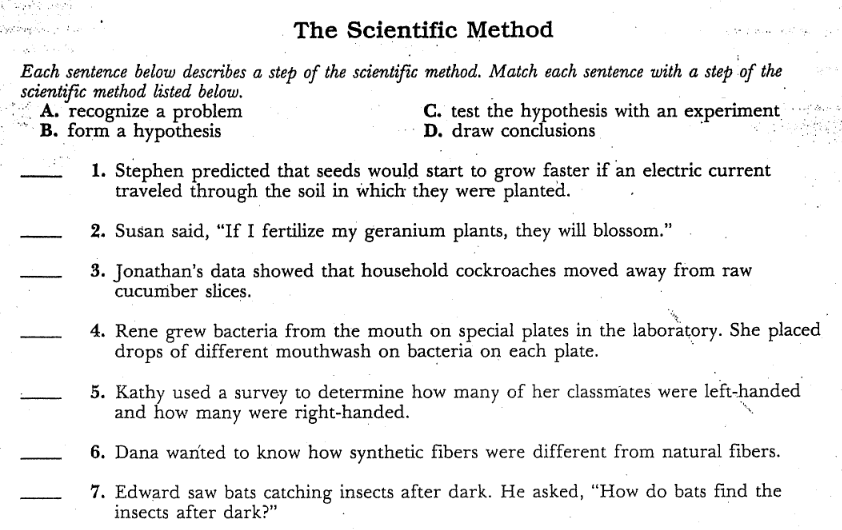 The Scientific Method
Each sentence below describes a step of the scientific method. Match each sentence with a step of the
scientific method listed below.
A. recognize a problem C. test the hypothesis with an experiment
B. form a hypothesis D. draw conclusions
1. Stephen predicted that seeds would start to grow faster if an electric current
traveled through the soil in which they were planted.
2. Susan said, “If I fertilize my geranium plants, they will blossom.”
3. Jonathan’s data showed that household cockroaches moved away from raw
cucumber slices.
4. Rene grew bacteria from the mouth on special plates in the laboratory. She placed
drops of different mouthwash on bacteria on each plate.
5. Kathy used a survey to determine how many of her classmates were left-handed
and how many were right-handed.
6. Dana wanted to know how synthetic fibers were different from natural fibers.
7. Edward saw bats catching insects after dark. He asked, “How do bats find the
insects after dark?”